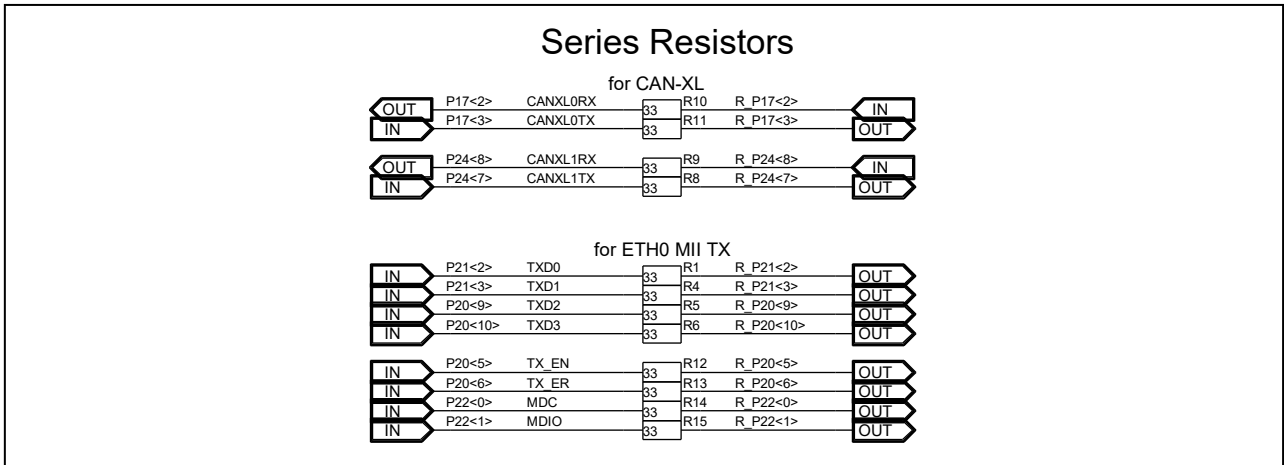 Series Resistors
for CAN-XL
OUT P17<2> CANXL0RX 33 R10 R_P17<2> IN
IN P17<3> CANXL0TX 33 R11 R_P17<3> OUT
OUT P24<8> CANXL1RX 33 R9 R_P24<8> IN
IN P24<7> CANXL1TX 33 R8 R_P24<7> OUT
for ETH0 MII TX
IN P21<2> TXD0 33 R1 R_P21<2> OUT
IN P21<3> TXD1 33 R4 R_P21<3> OUT
IN P20<9> TXD2 33 R5 R_P20<9> OUT
IN P20<10> TXD3 33 R6 R_P20<10> OUT
IN P20<5> TX_EN 33 R12 R_P20<5> OUT
IN P20<6> TX_ER 33 R13 R_P20<6> OUT
IN P22<0> MDC 33 R14 R_P22<0> OUT
IN P22<1> MDIO 33 R15 R_P22<1> OUT